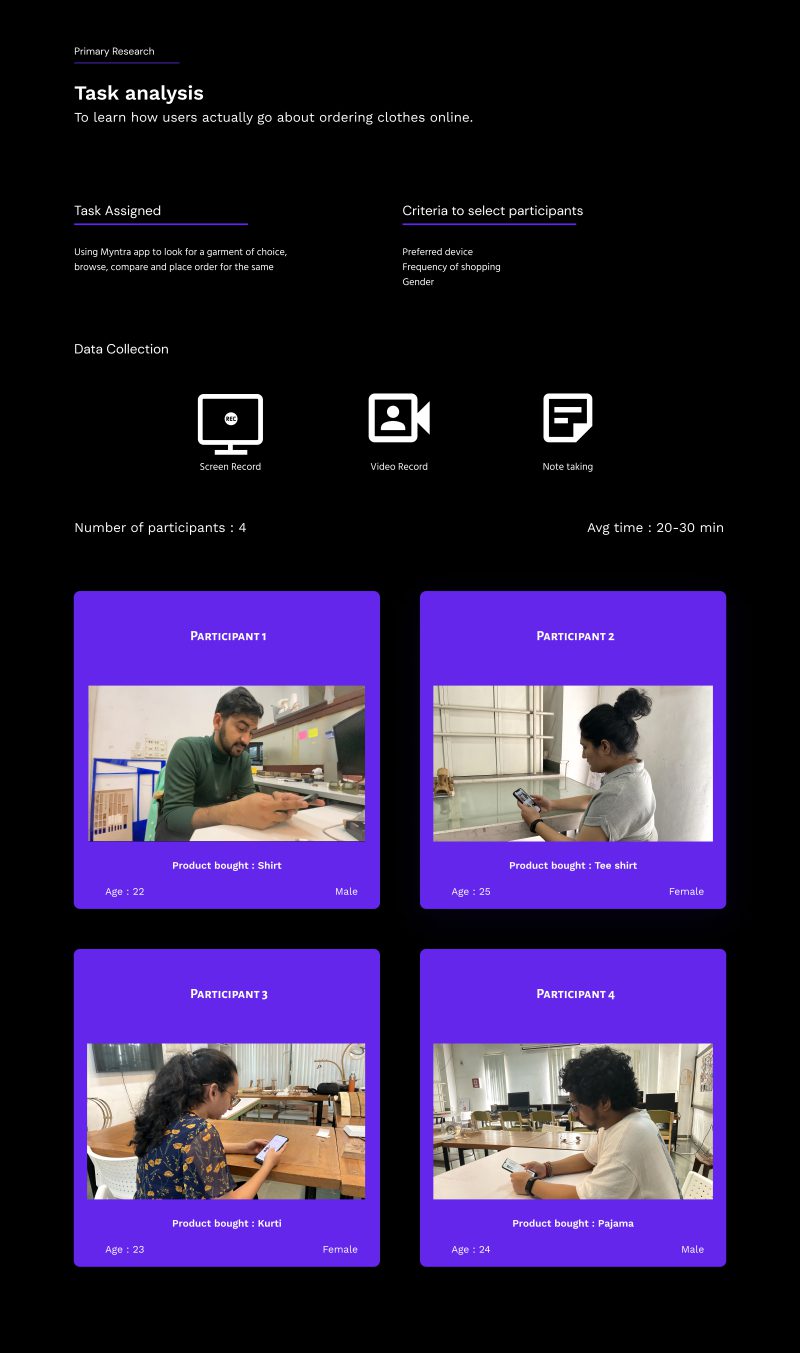 Primary Research
Task analysis
To learn how users actually go about ordering clothes online.
Task Assigned
Using Myntra app to look for a garment of choice,
browse, compare and place order for the same
Criteria to select participants
Preferred device
Frequency of shopping
Gender
Data Collection
REC
Screen Record
Video Record
Note taking
Number of participants : 4
Avg time : 20-30 min
Participant 1
Product bought : Shirt
Age : 22
Male
Participant 2
Product bought : Tee shirt
Age : 25
Female
Participant 3
Product bought : Kurti
Age : 23
Female
Participant 4
Product bought : Pajama
Age : 24
Male